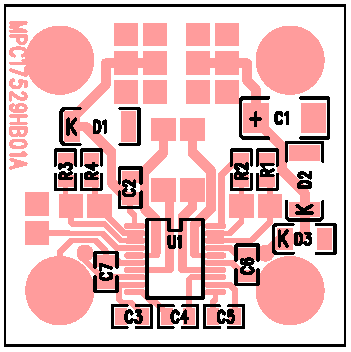 MPC17529HB01A
K D1
+ C1
R3
R4
C2
R2
R1
D2
K
U1
K D3
C7
C6
C3
C4
C5